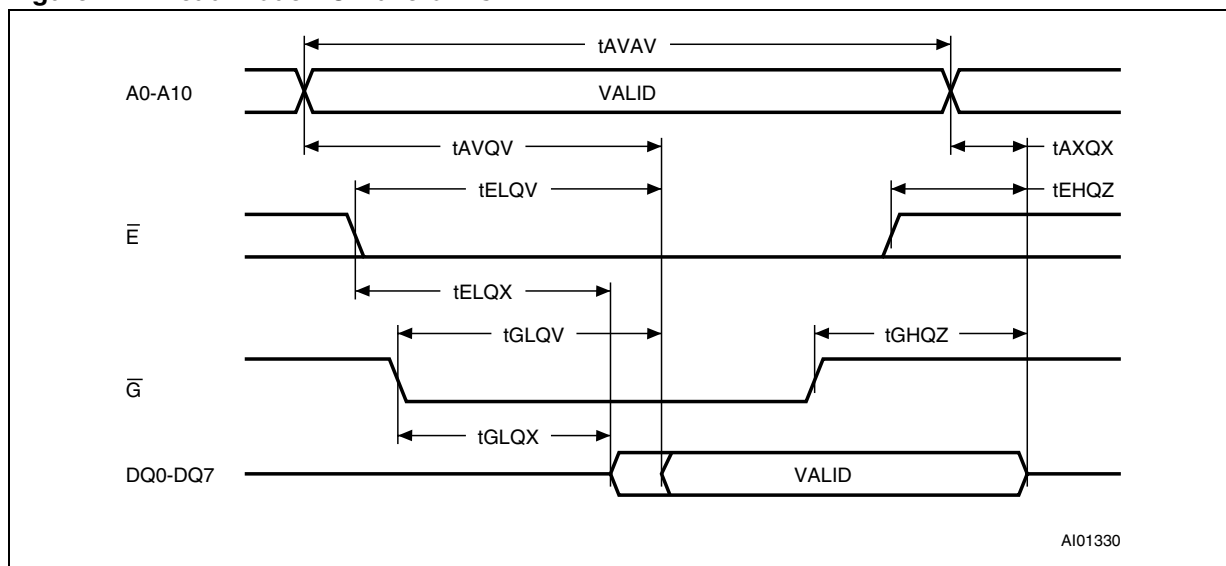 tAVAV
A0-A10
VALID
tAVQV
tAXQX
tELQV
tEHQZ
E̅
tELQX
tGLQV
tGHQZ
G̅
tGLQX
DQ0-DQ7
VALID
AI01330